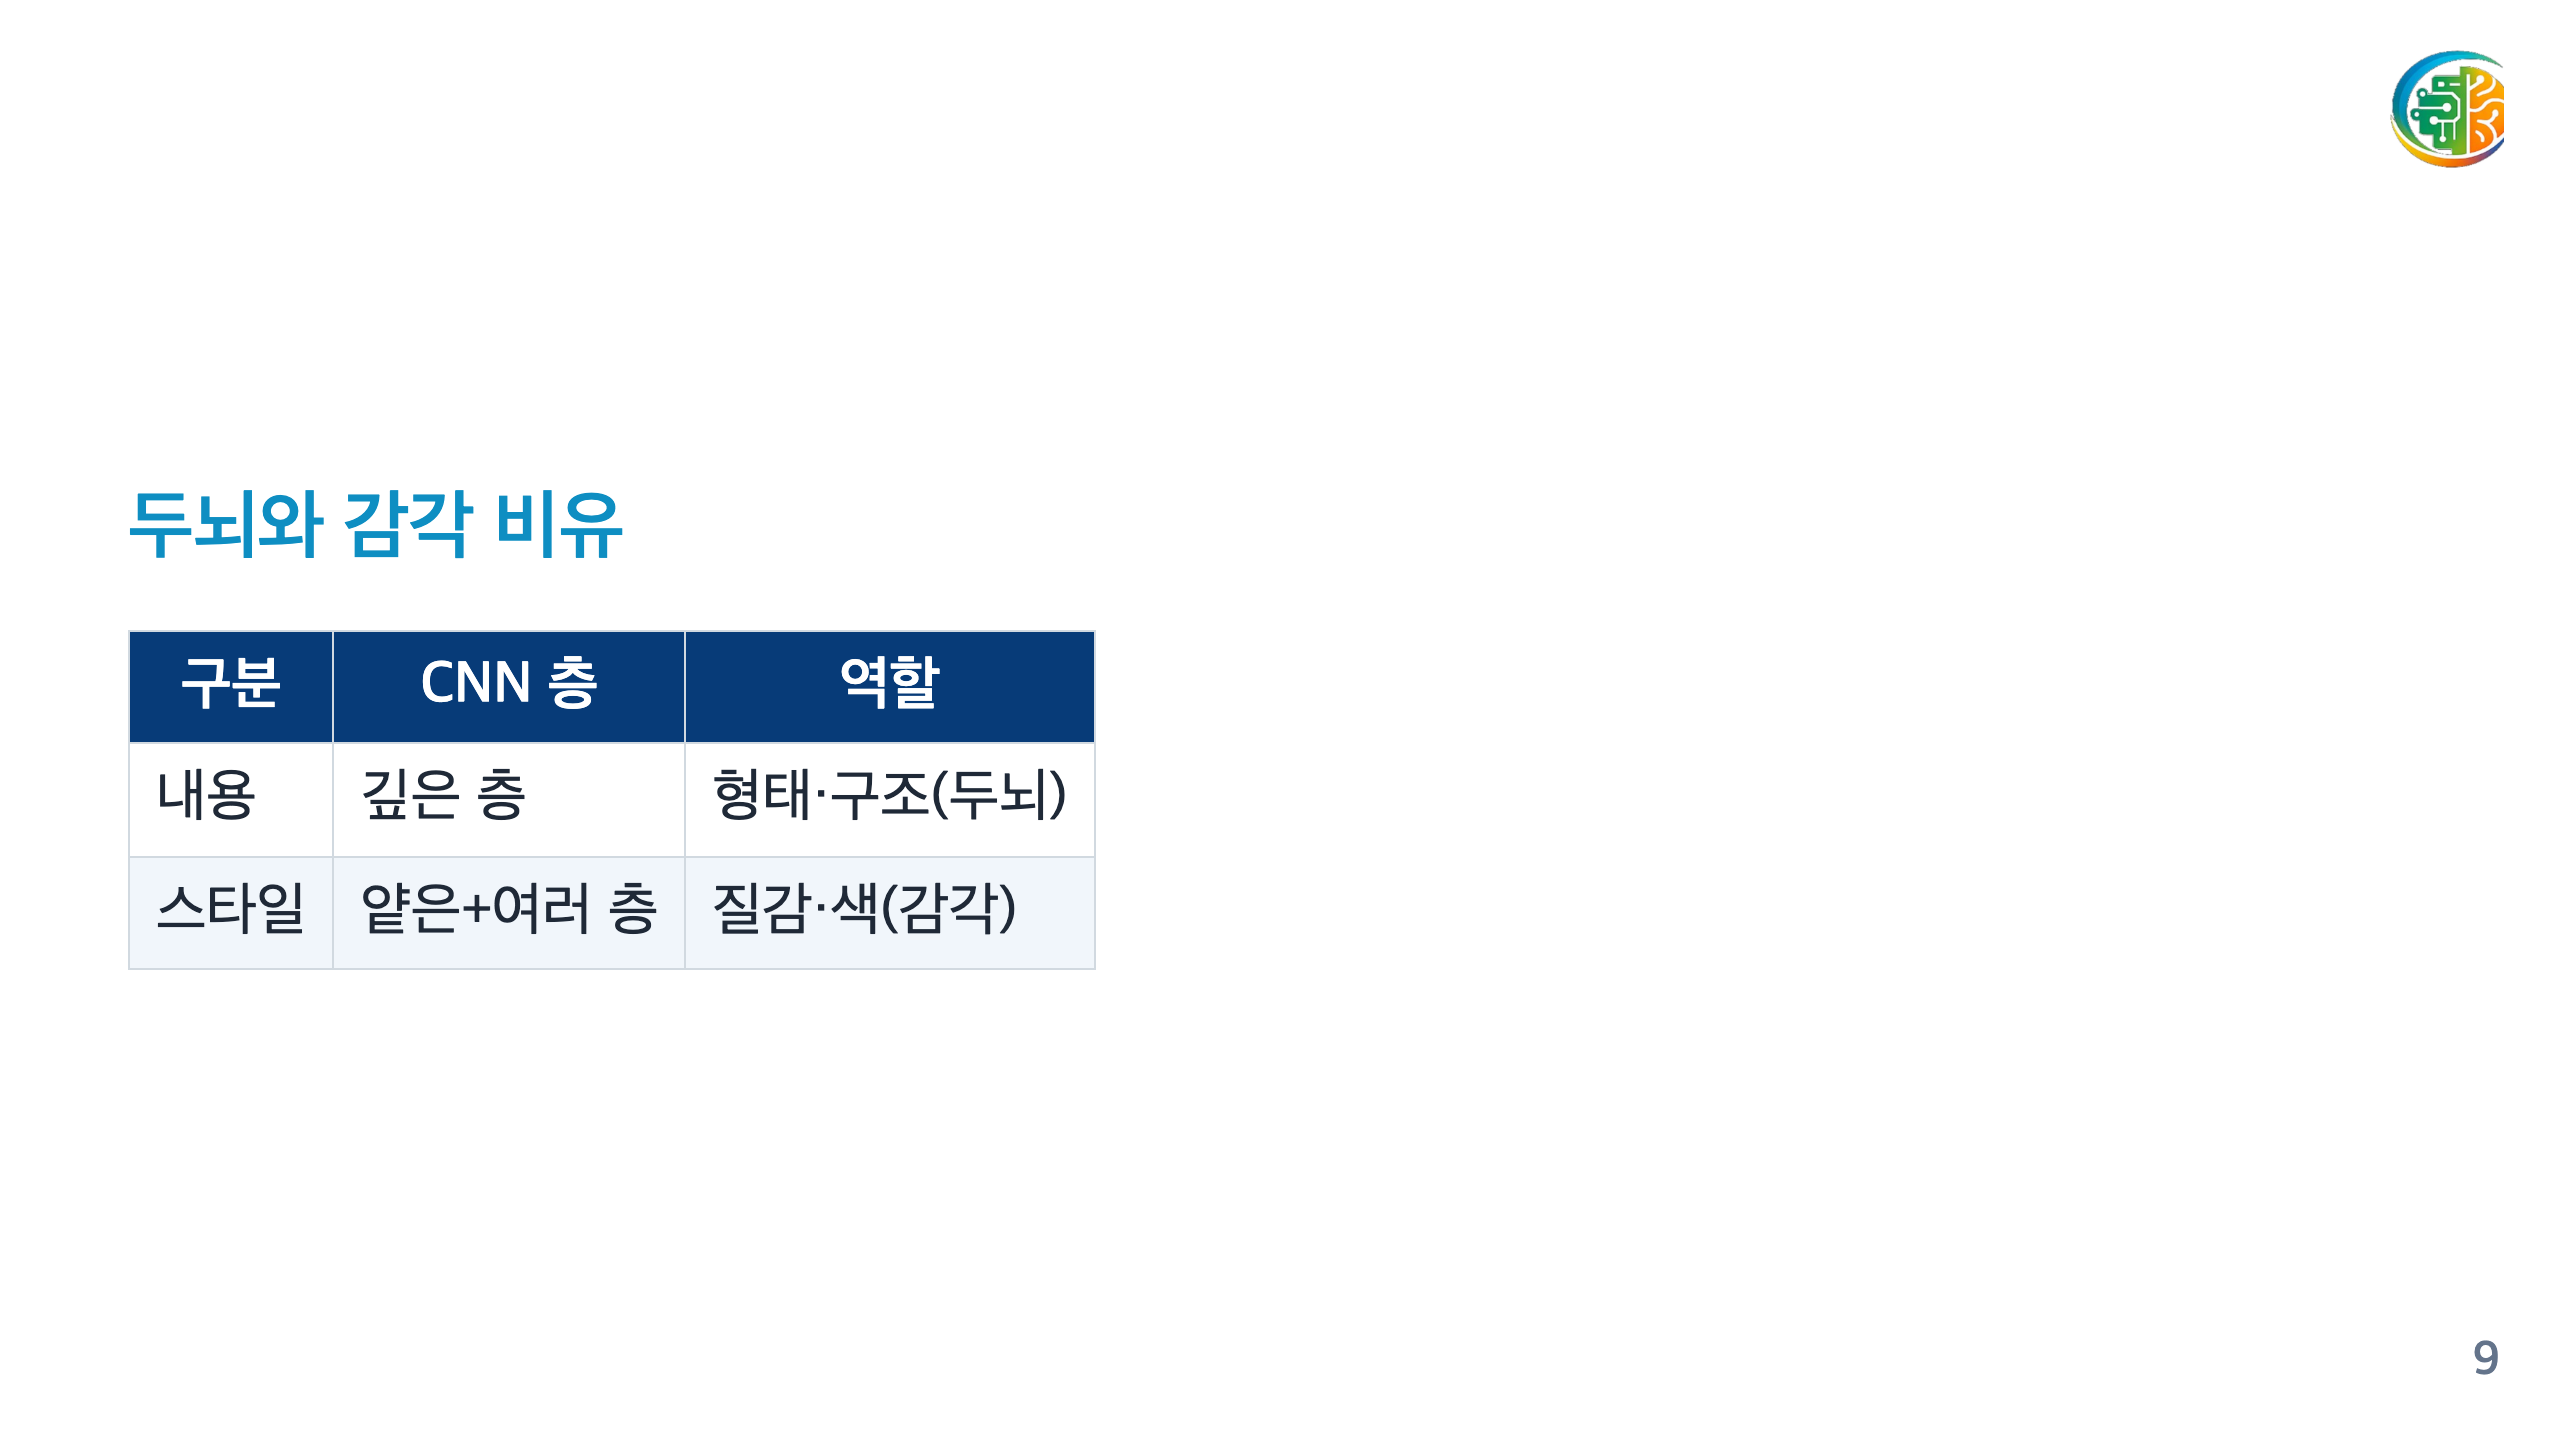 두뇌와 감각 비유
구분 CNN 층 역할
내용 깊은 층 형태·구조(두뇌)
스타일 얕은+여러 층 질감·색(감각)
9